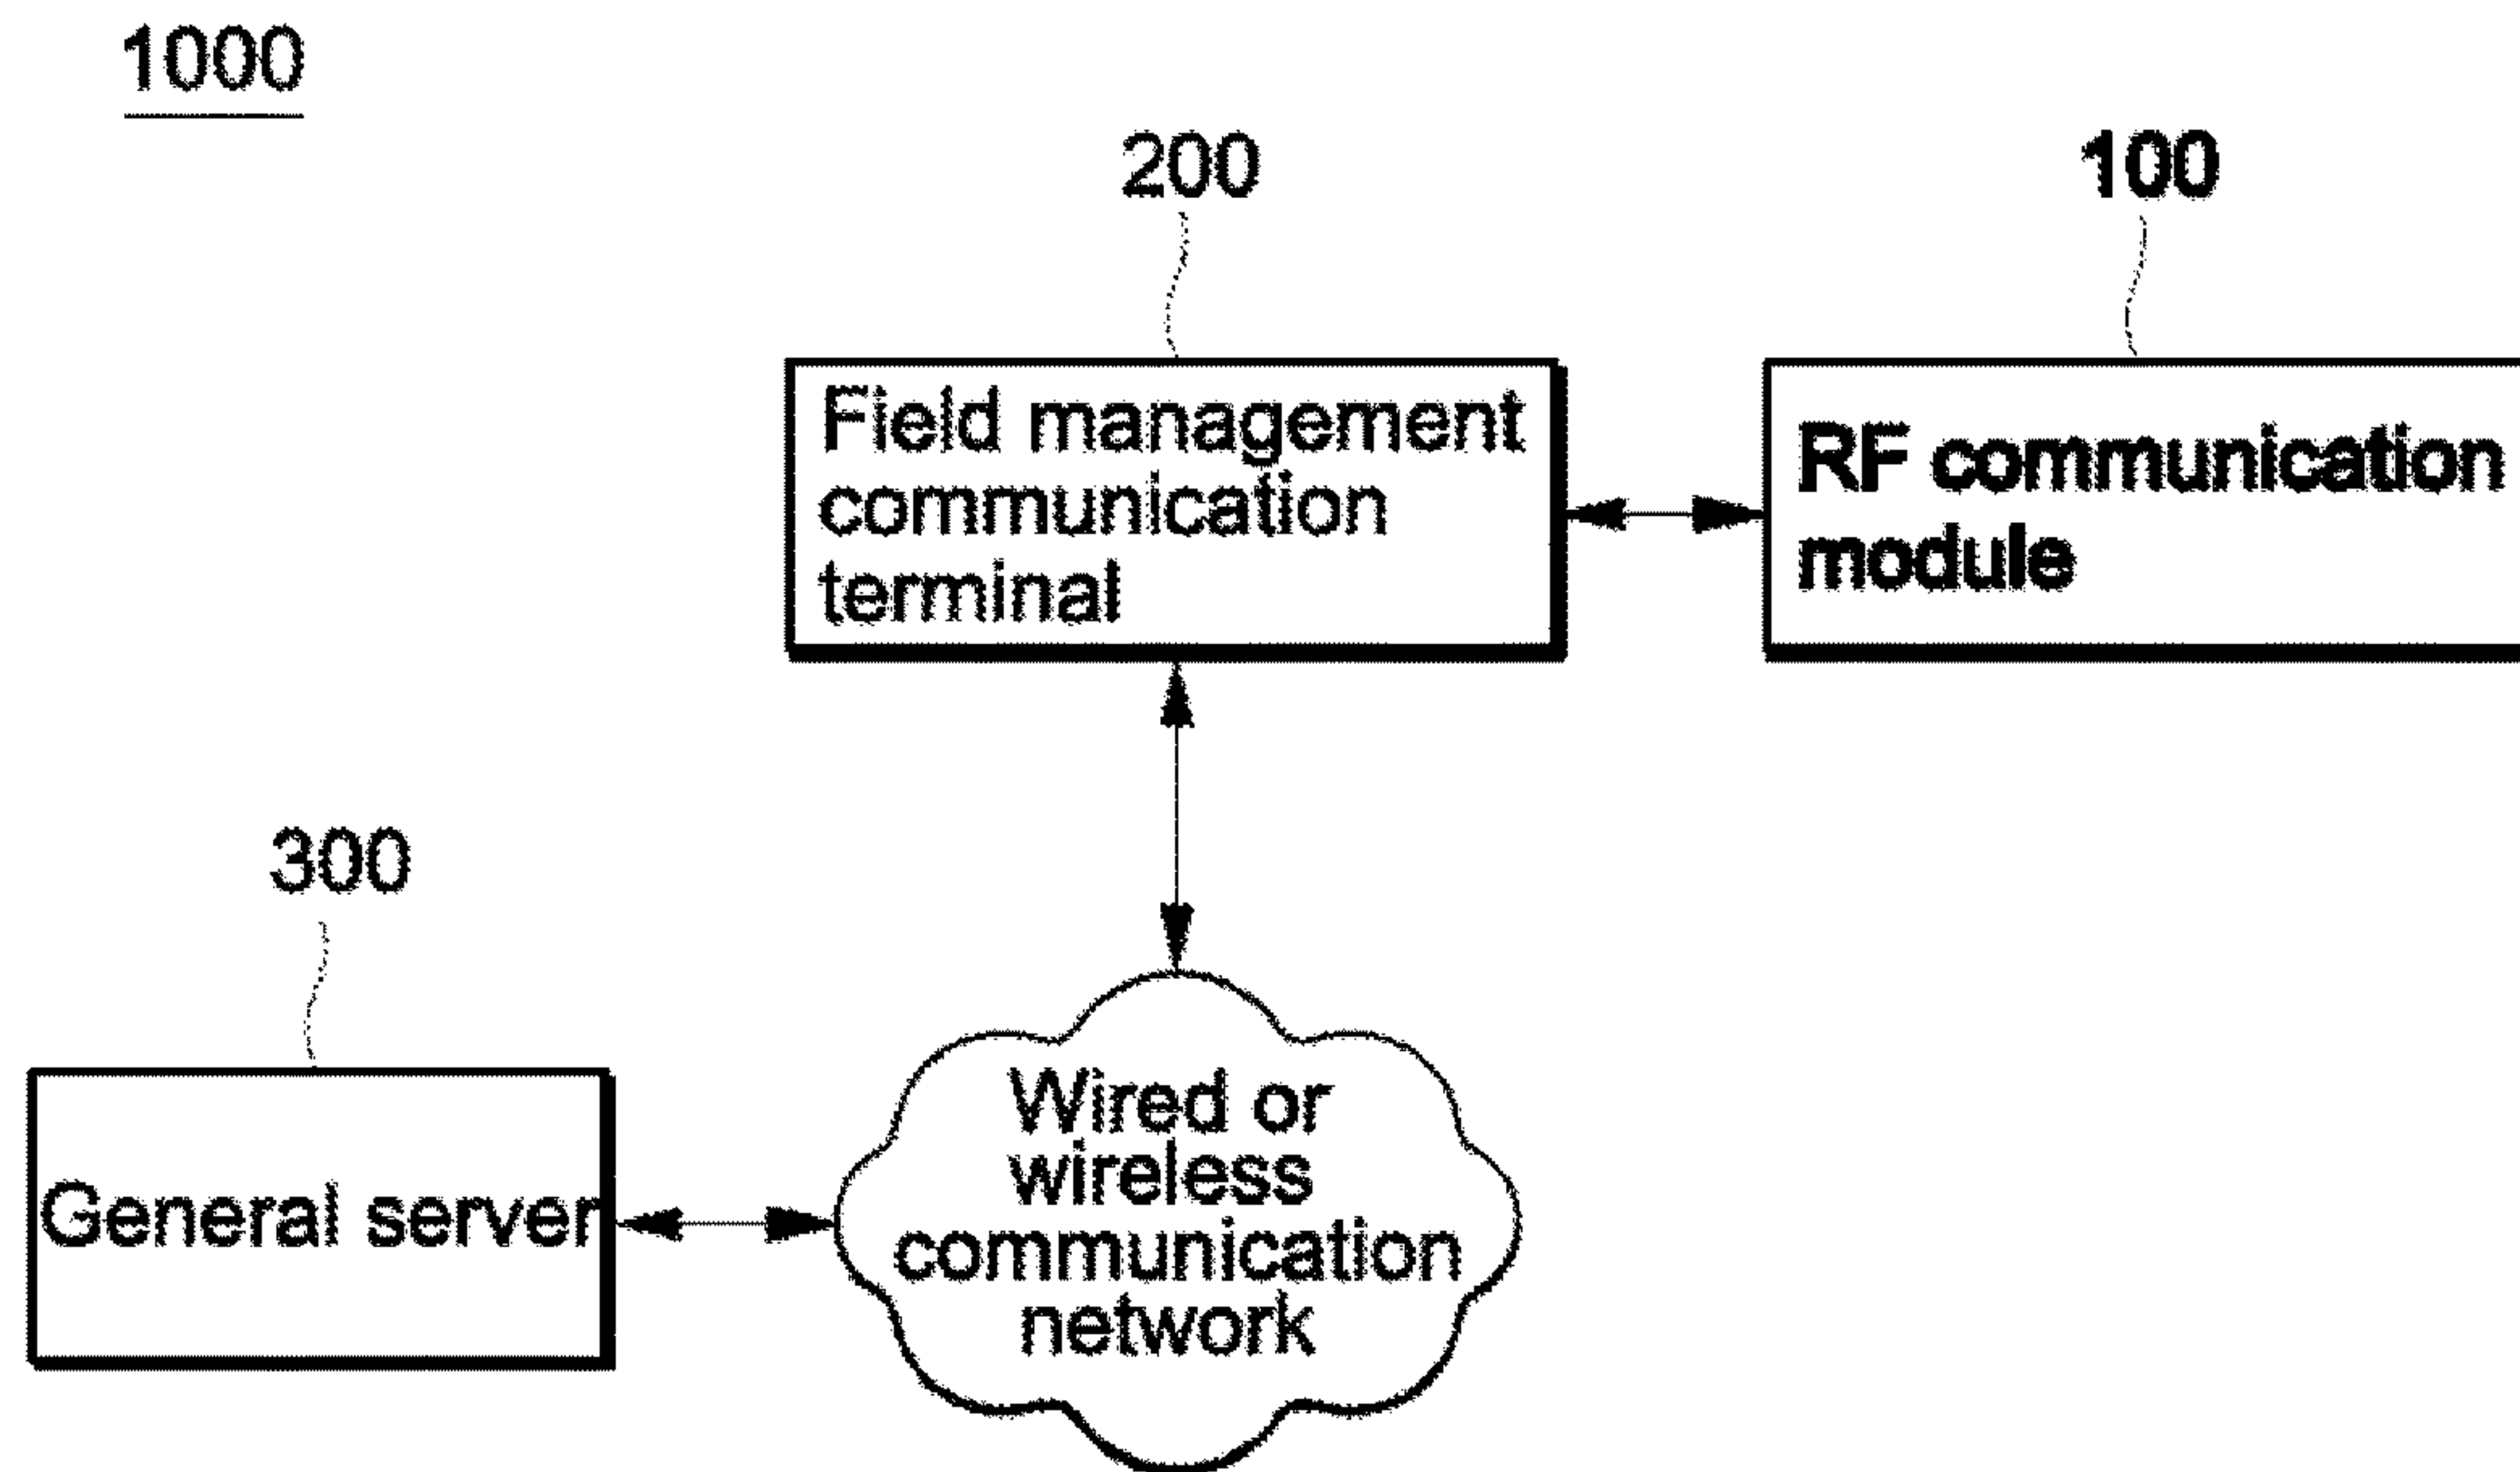 1000
200
100
Field management
communication
terminal
RF communication
module
300
General server
Wired or
wireless
communication
network